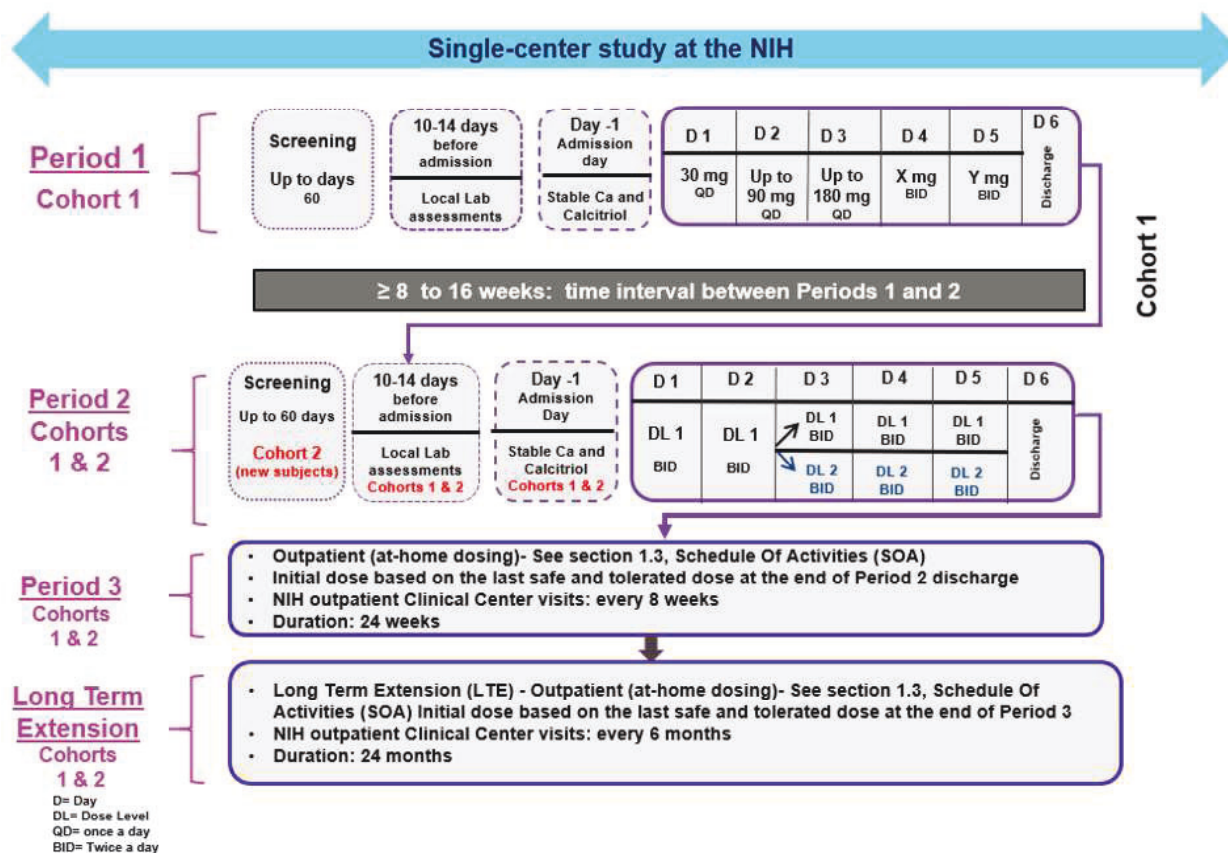 Single-center study at the NIH
Period 1
Cohort 1
Screening
Up to days
60
10-14 days
before
admission
Local Lab
assessments
Day -1
Admission
day
Stable Ca and
Calcitriol
D 1
D 2
D 3
D 4
D 5
D 6
30 mg
QD
Up to
90 mg
QD
Up to
180 mg
QD
X mg
BID
Y mg
BID
Discharge
Cohort 1
≥ 8 to 16 weeks: time interval between Periods 1 and 2
Period 2
Cohorts
1 & 2
Screening
Up to 60 days
Cohort 2
(new subjects)
10-14 days
before
admission
Local Lab
assessments
Cohorts 1 & 2
Day -1
Admission
Day
Stable Ca and
Calcitriol
Cohorts 1 & 2
D 1
D 2
D 3
D 4
D 5
D 6
DL 1
BID
DL 1
BID
DL 1
BID
DL 1
BID
DL 1
BID
DL 2
BID
DL 2
BID
DL 2
BID
Discharge
Period 3
Cohorts
1 & 2
• Outpatient (at-home dosing)- See section 1.3, Schedule Of Activities (SOA)
• Initial dose based on the last safe and tolerated dose at the end of Period 2 discharge
• NIH outpatient Clinical Center visits: every 8 weeks
• Duration: 24 weeks
Long Term
Extension
Cohorts
1 & 2
• Long Term Extension (LTE) - Outpatient (at-home dosing)- See section 1.3, Schedule Of
Activities (SOA) Initial dose based on the last safe and tolerated dose at the end of Period 3
• NIH outpatient Clinical Center visits: every 6 months
• Duration: 24 months
D= Day
DL= Dose Level
QD= once a day
BID= Twice a day